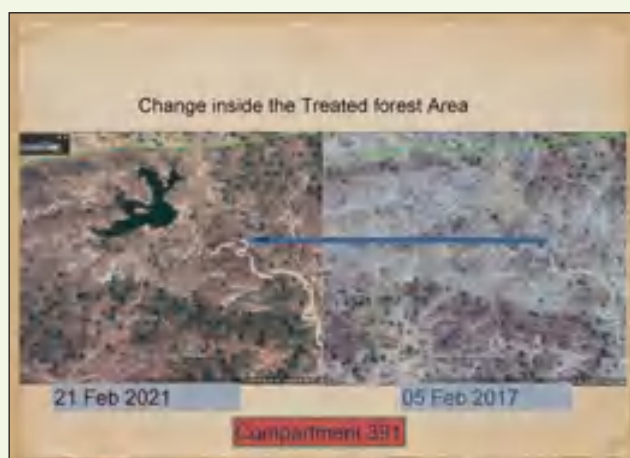 Change inside the Treated forest Area
21 Feb 2021
05 Feb 2017
Compartment 391